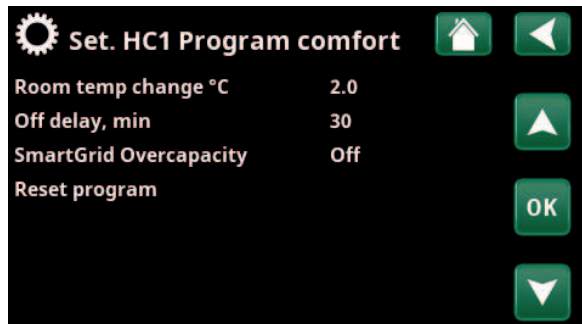 Set. HC1 Program comfort
Room temp change °C 2.0
Off delay, min 30
SmartGrid Overcapacity Off
Reset program
OK